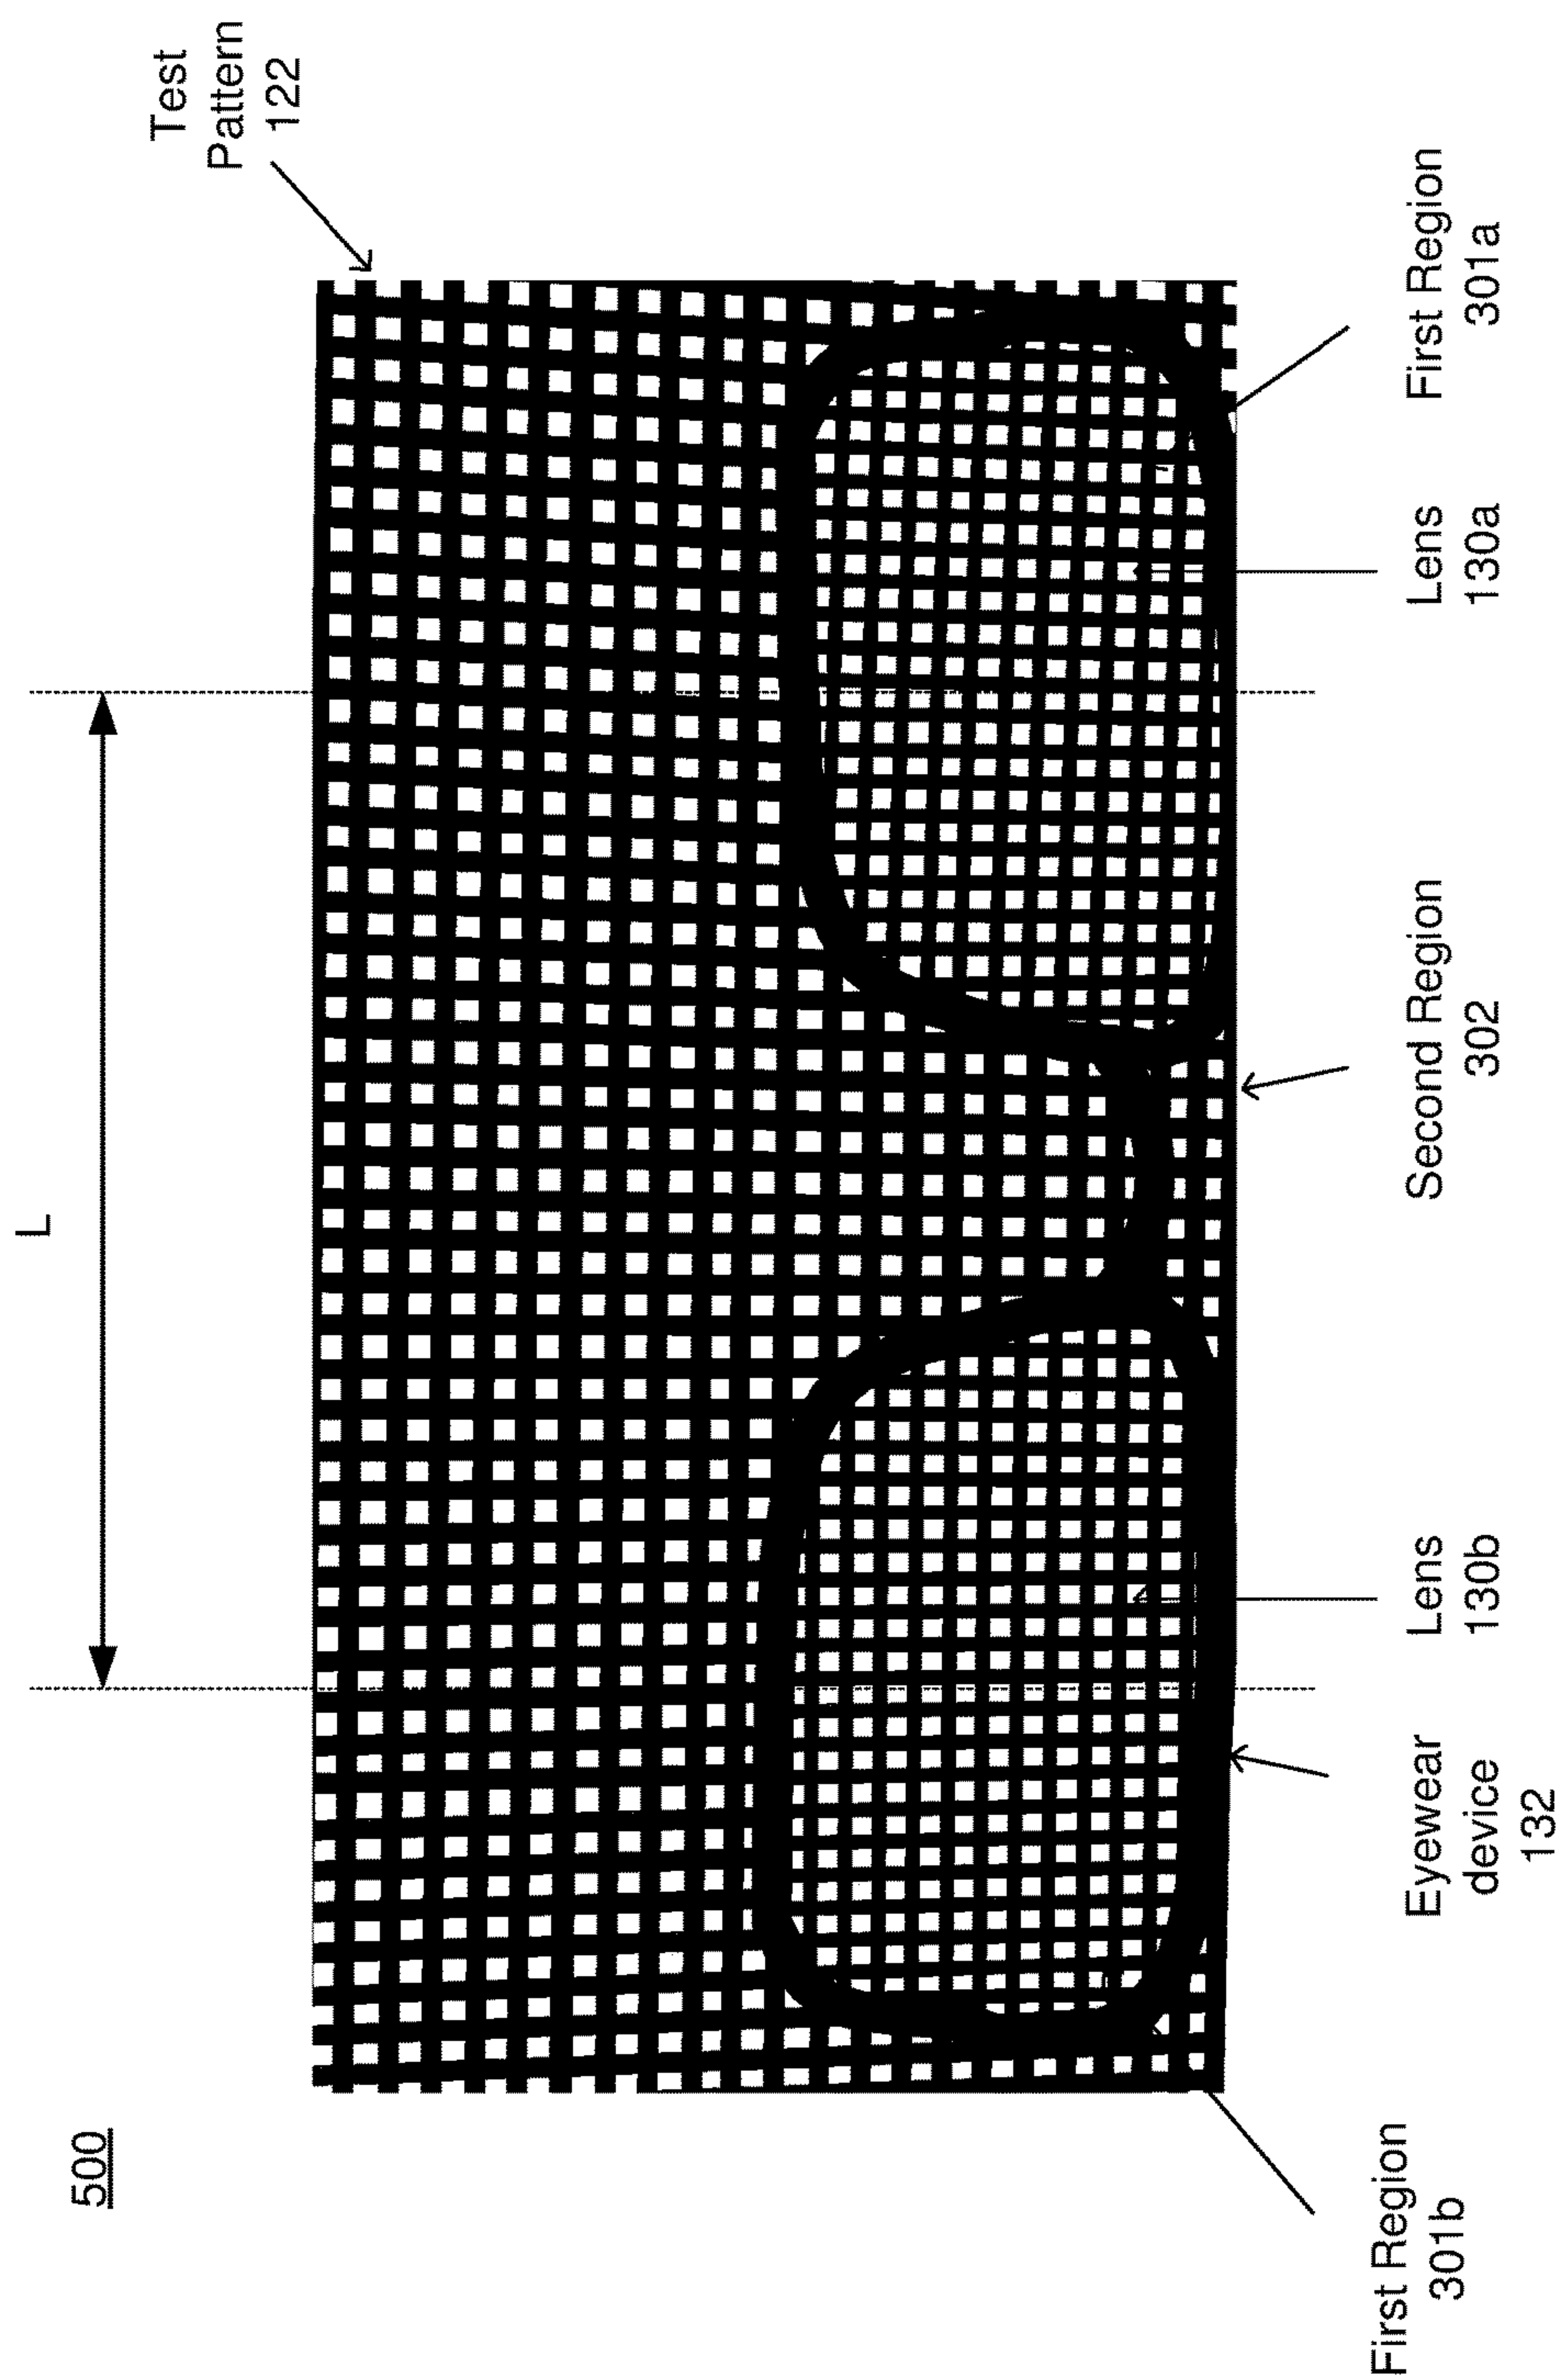 500
L
Test
Pattern
122
First Region
301b
Eyewear
device
132
Lens
130b
Second Region
302
Lens
130a
First Region
301a